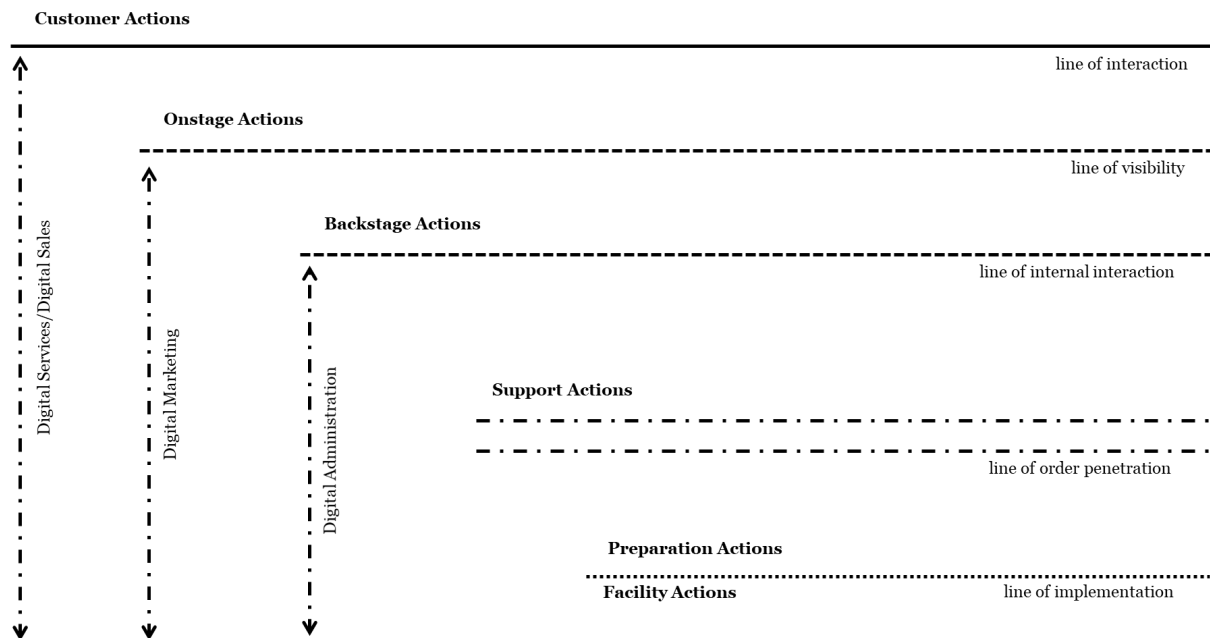 Customer Actions
line of interaction
Onstage Actions
line of visibility
Backstage Actions
line of internal interaction
Digital Services/Digital Sales
Digital Marketing
Digital Administration
Support Actions
line of order penetration
Preparation Actions
Facility Actions
line of implementation